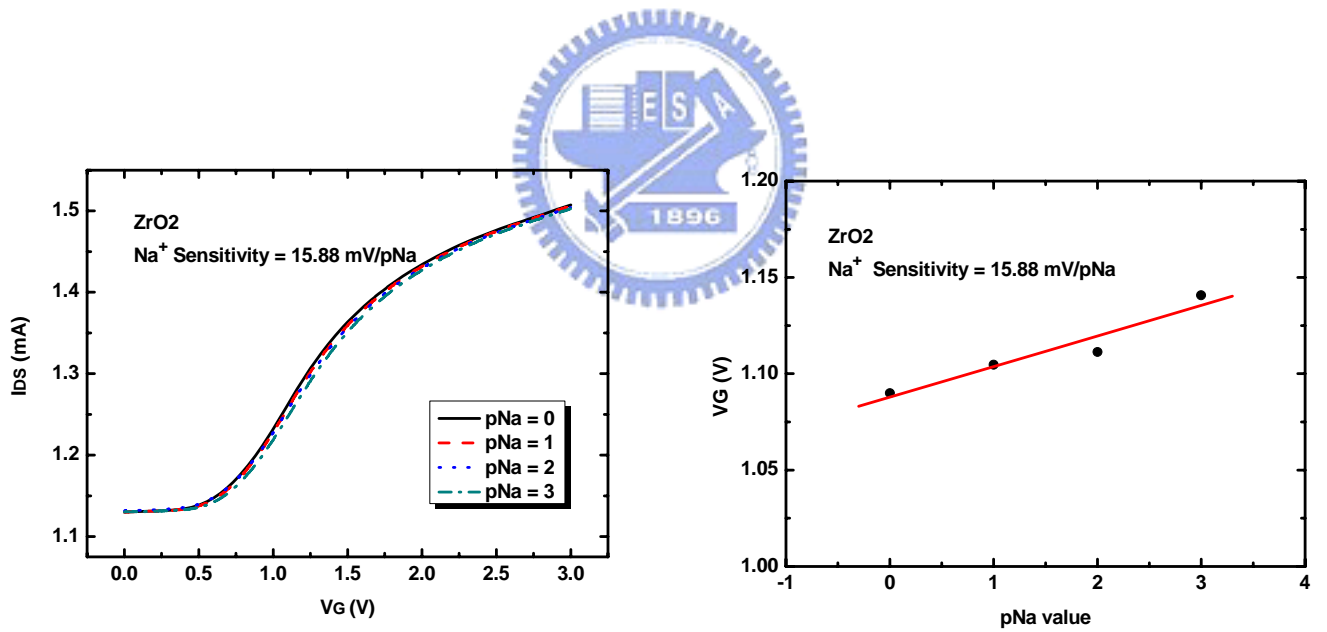 E S A
1896
1.5
1.4
1.3
1.2
1.1
IDS (mA)
ZrO2
Na+ Sensitivity = 15.88 mV/pNa
pNa = 0
pNa = 1
pNa = 2
pNa = 3
0.0 0.5 1.0 1.5 2.0 2.5 3.0
VG (V)
1.20
1.15
1.10
1.05
1.00
VG (V)
ZrO2
Na+ Sensitivity = 15.88 mV/pNa
-1 0 1 2 3 4
pNa value